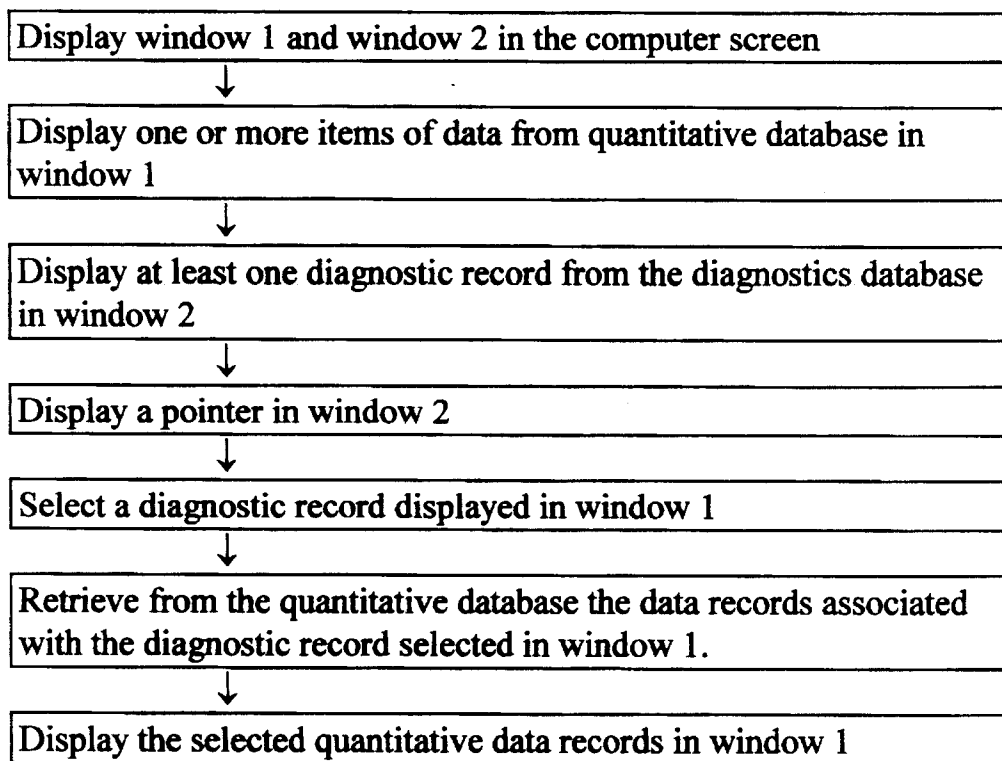 Display window 1 and window 2 in the computer screen
Display one or more items of data from quantitative database in
window 1
Display at least one diagnostic record from the diagnostics database
in window 2
Display a pointer in window 2
Select a diagnostic record displayed in window 1
Retrieve from the quantitative database the data records associated
with the diagnostic record selected in window 1.
Display the selected quantitative data records in window 1